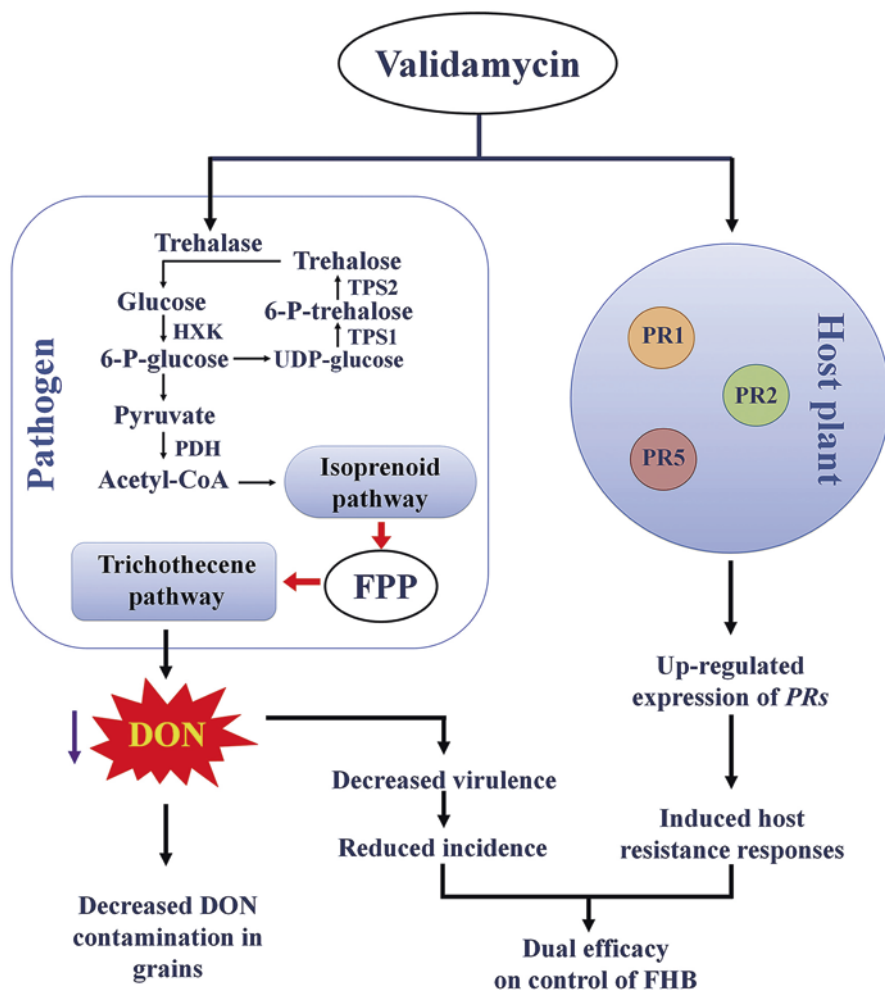 Validamycin
Pathogen
Trehalase
Trehalose
TPS2
Glucose
6-P-trehalose
HXK
TPS1
6-P-glucose
UDP-glucose
Pyruvate
PDH
Acetyl-CoA
Isoprenoid
pathway
FPP
Trichothecene
pathway
Host plant
PR1
PR2
PR5
DON
Decreased DON
contamination in
grains
Decreased virulence
Reduced incidence
Up-regulated
expression of PRs
Induced host
resistance responses
Dual efficacy
on control of FHB